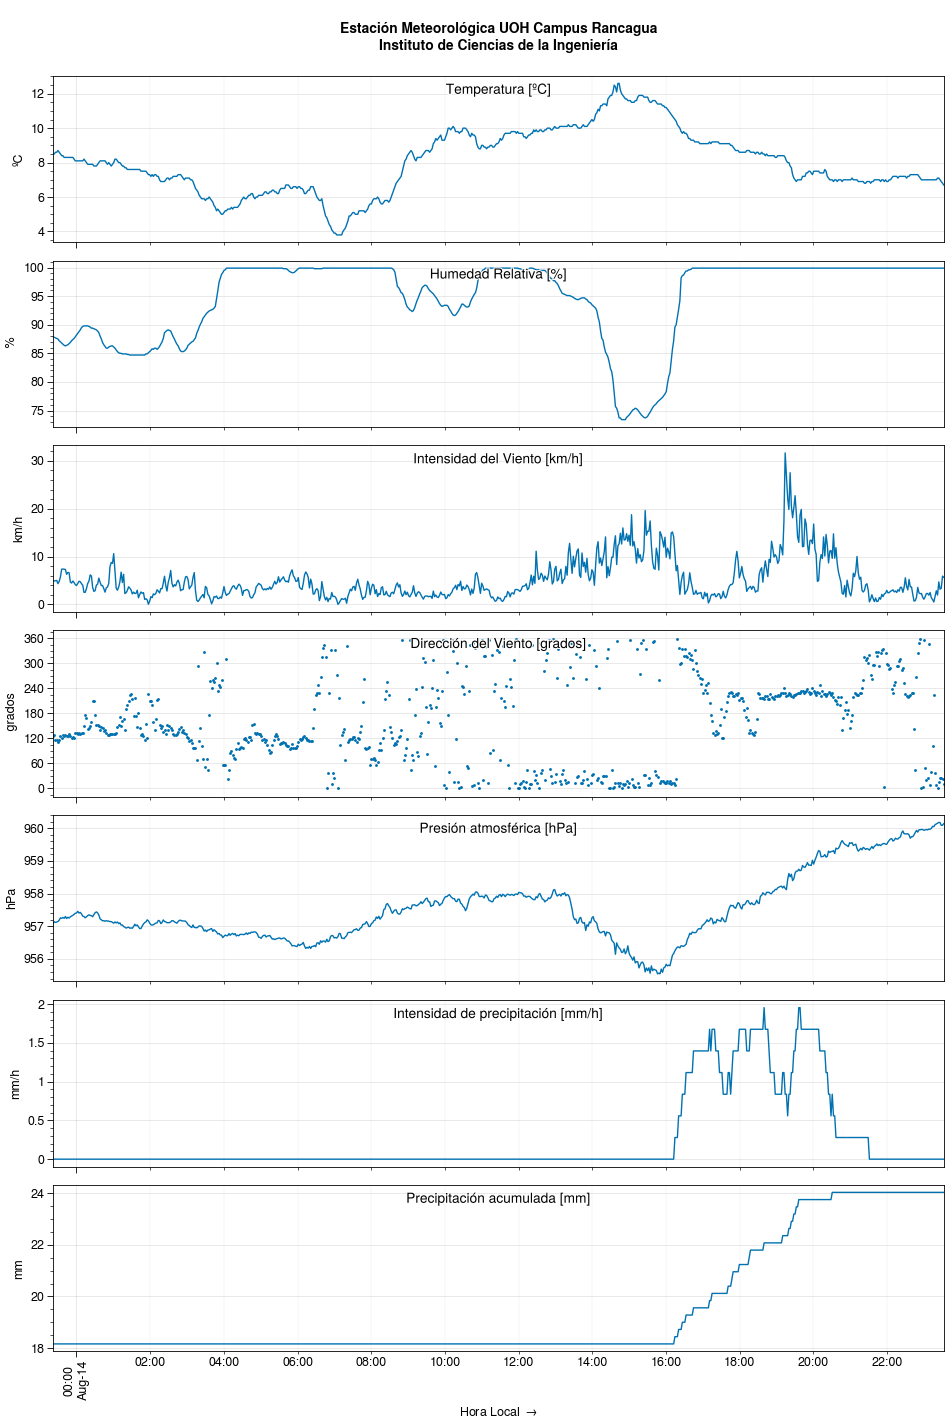 Estación Meteorológica UOH Campus Rancagua
Instituto de Ciencias de la Ingeniería
Temperatura [ºC]
ºC
12
10
8
6
4
Humedad Relativa [%]
%
100
95
90
85
80
75
Intensidad del Viento [km/h]
km/h
30
20
10
0
Dirección del Viento [grados]
grados
360
300
240
180
120
60
0
Presión atmosférica [hPa]
hPa
960
959
958
957
956
Intensidad de precipitación [mm/h]
mm/h
2
1.5
1
0.5
0
Precipitación acumulada [mm]
mm
24
22
20
18
00:00
Aug-14
02:00
04:00
06:00
08:00
10:00
12:00
14:00
16:00
18:00
20:00
22:00
Hora Local →